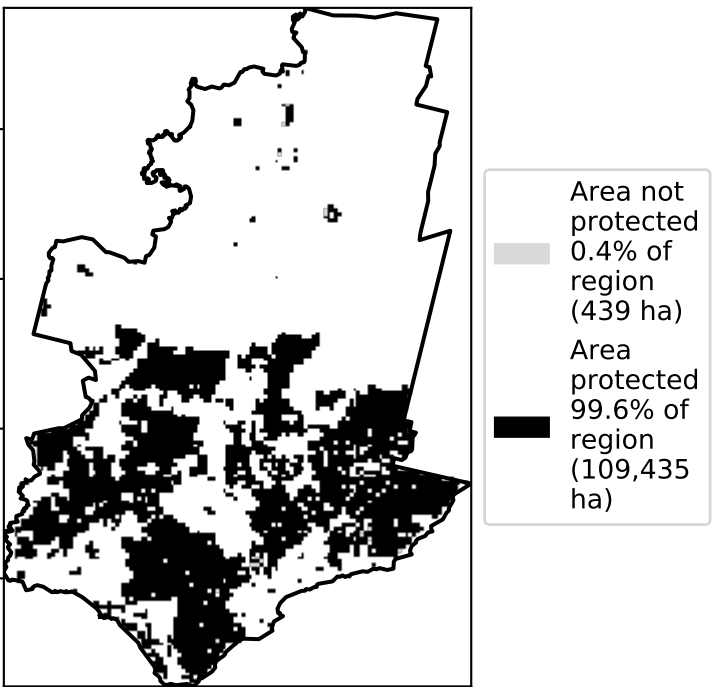 Area not
protected
0.4% of
region
(439 ha)
Area
protected
99.6% of
region
(109,435
ha)